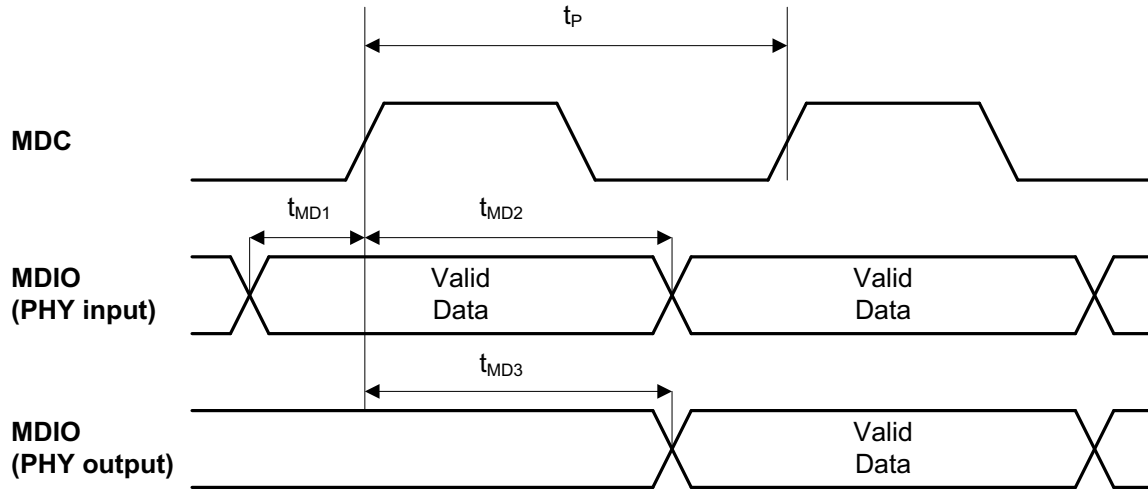 tP
MDC
tMD1
tMD2
MDIO
(PHY input)
Valid
Data
Valid
Data
tMD3
MDIO
(PHY output)
Valid
Data